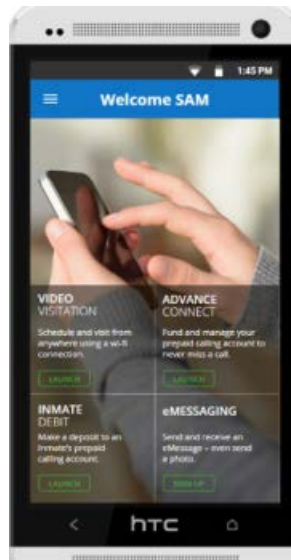 1:45 PM
Welcome SAM
VIDEO
VISITATION
Schedule and visit from
anywhere using a wi-fi
connection.
LAUNCH
ADVANCE
CONNECT
Fund and manage your
prepaid calling account to
never miss a call.
LAUNCH
INMATE
DEBIT
Make a deposit to an
Inmate's prepaid
calling account.
LAUNCH
eMESSAGING
Send and receive an
eMessage – even send
a photo.
SIGN UP
hTC